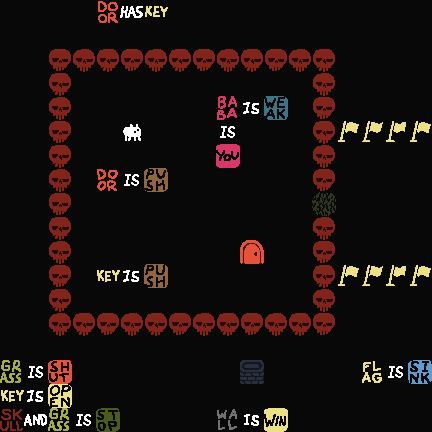 DOOR HAS KEY
BABA IS WEAK
IS
YOU
DOOR IS PUSH
KEY IS PUSH
GRASS IS SHUT
FLAG IS SINK
KEY IS OPEN
SKULL AND GRASS IS STOP
WALL IS WIN